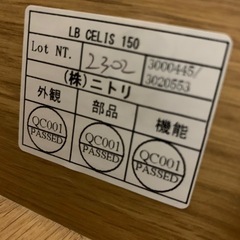 LB CELIS 150
Lot NT. 2302 3000445/
3020553
(株)ニトリ
外観 部品 機能
QC001 QC001 QC001
PASSED PASSED PASSED